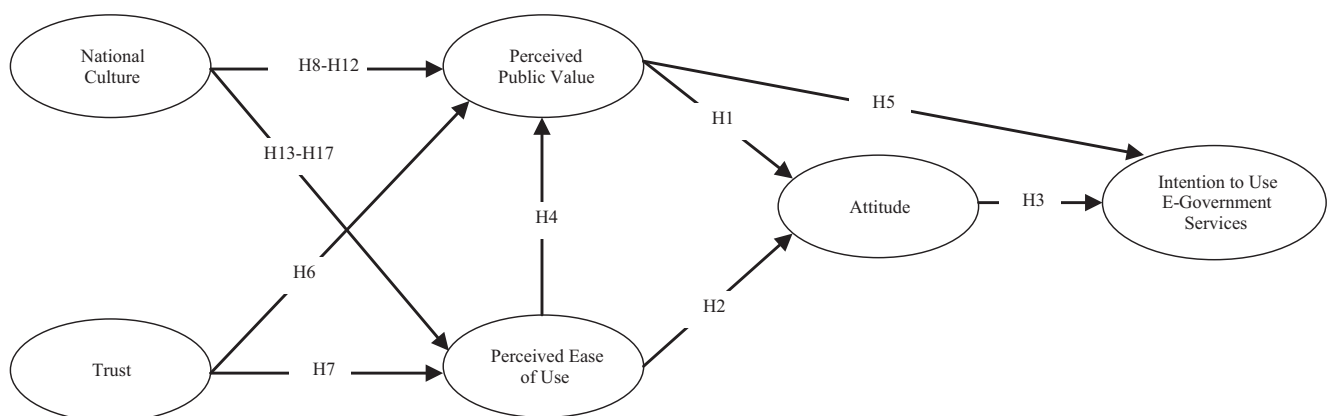 National
Culture
H8-H12
Perceived
Public Value
H5
H1
H13-H17
Intention to Use
E-Government
Services
Attitude
H3
H4
H6
H2
Trust
H7
Perceived Ease
of Use